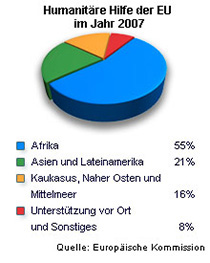 Humanitäre Hilfe der EU
im Jahr 2007
Afrika 55%
Asien und Lateinamerika 21%
Kaukasus, Naher Osten und
Mittelmeer 16%
Unterstützung vor Ort
und Sonstiges 8%
Quelle: Europäische Kommission